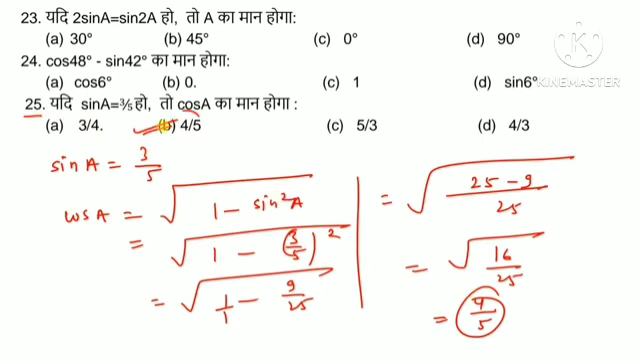 23. यदि 2sinA=sin2A हो, तो A का मान होगा:
(a) 30° (b) 45° (c) 0° (d) 90°
24. cos48° - sin42° का मान होगा:
(a) cos6° (b) 0. (c) 1 (d) sin6°
KINEMASTER
25. यदि sinA=3/5 हो, तो cosA का मान होगा :
(a) 3/4. (b) 4/5 (c) 5/3 (d) 4/3
sin A = 3/5
cos A = √(1 - sin²A)
= √(1 - (3/5)²)
= √(1/1 - 9/25)
= √((25 - 9)/25)
= √(16/25)
= 4/5